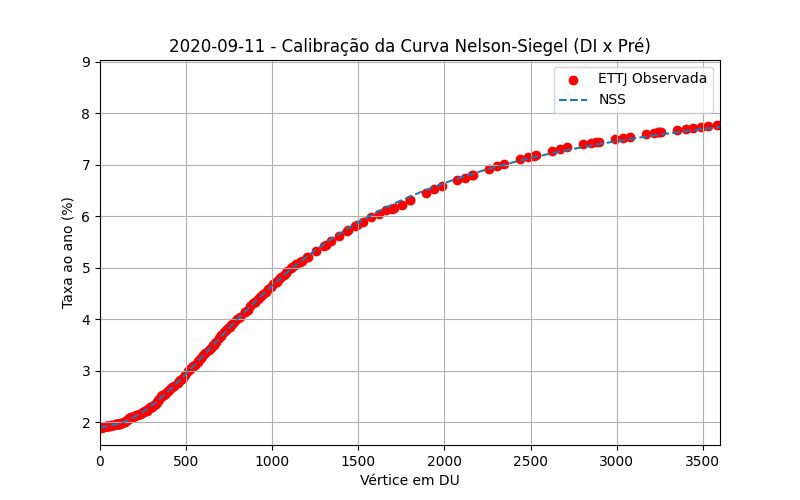 2020-09-11 - Calibração da Curva Nelson-Siegel (DI x Pré)
ETTJ Observada
NSS
Taxa ao ano (%)
9
8
7
6
5
4
3
2
0 500 1000 1500 2000 2500 3000 3500
Vértice em DU